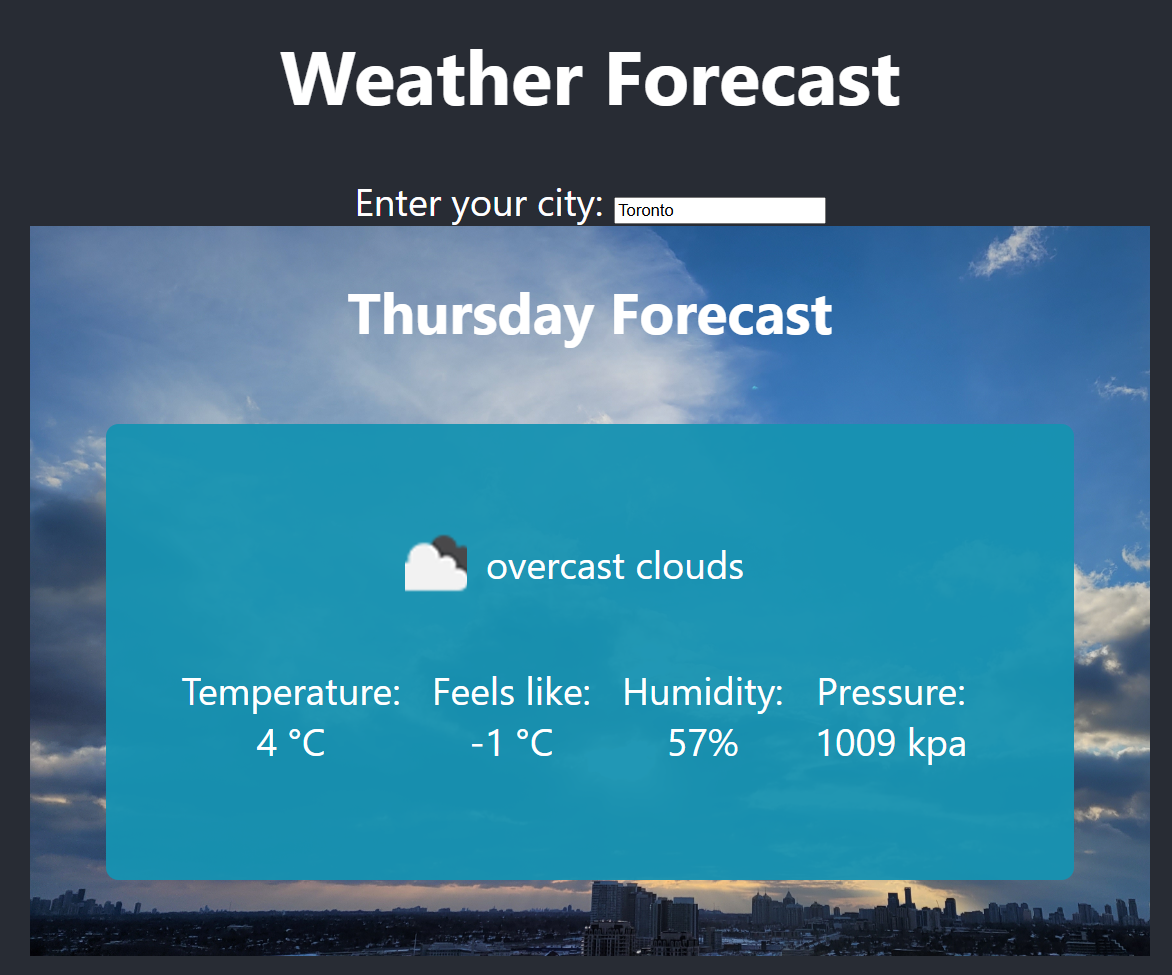 Weather Forecast
Enter your city: Toronto
Thursday Forecast
overcast clouds
Temperature: Feels like: Humidity: Pressure:
4 °C -1 °C 57% 1009 kpa